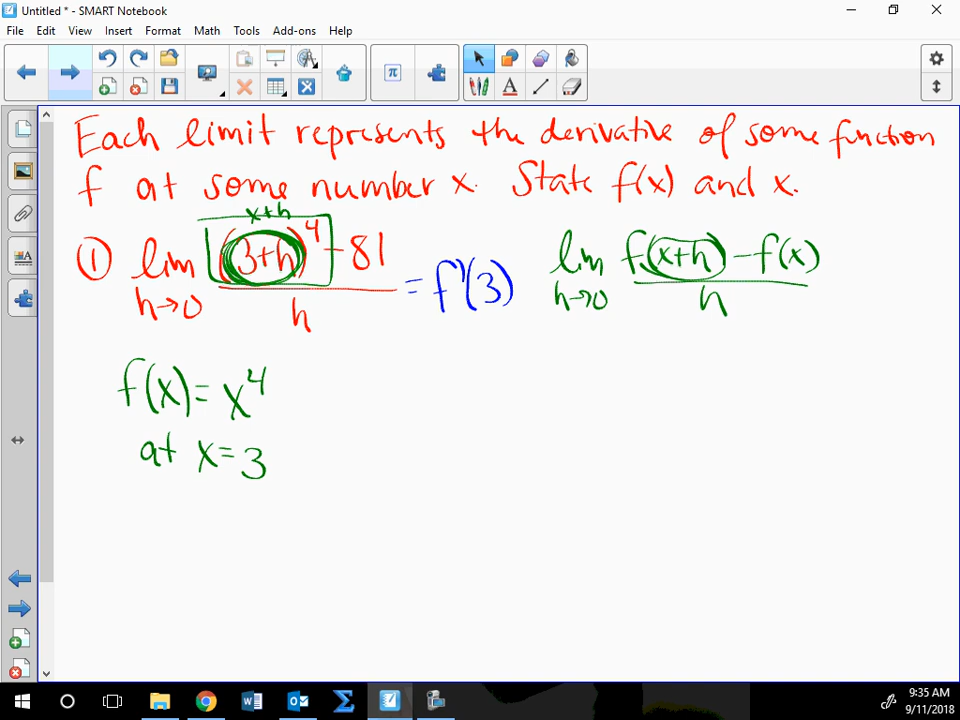 Untitled * - SMART Notebook
File Edit View Insert Format Math Tools Add-ons Help
Each limit represents the derivative of some function
f at some number x. State f(x) and x.
x+h
① lim h→0 ((3+h)^4 - 81)/h = f'(3) lim h→0 (f(x+h) - f(x))/h
f(x) = x^4
at x = 3
9:35 AM
9/11/2018